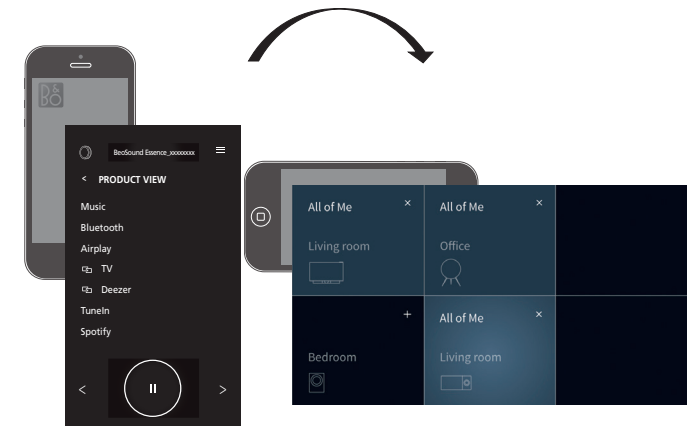 B&
BO
BeoSound Essence_xxxxxxxx
< PRODUCT VIEW
Music
Bluetooth
Airplay
TV
Deezer
TuneIn
Spotify
All of Me ×
Living room
All of Me ×
Office
+
Bedroom
All of Me ×
Living room